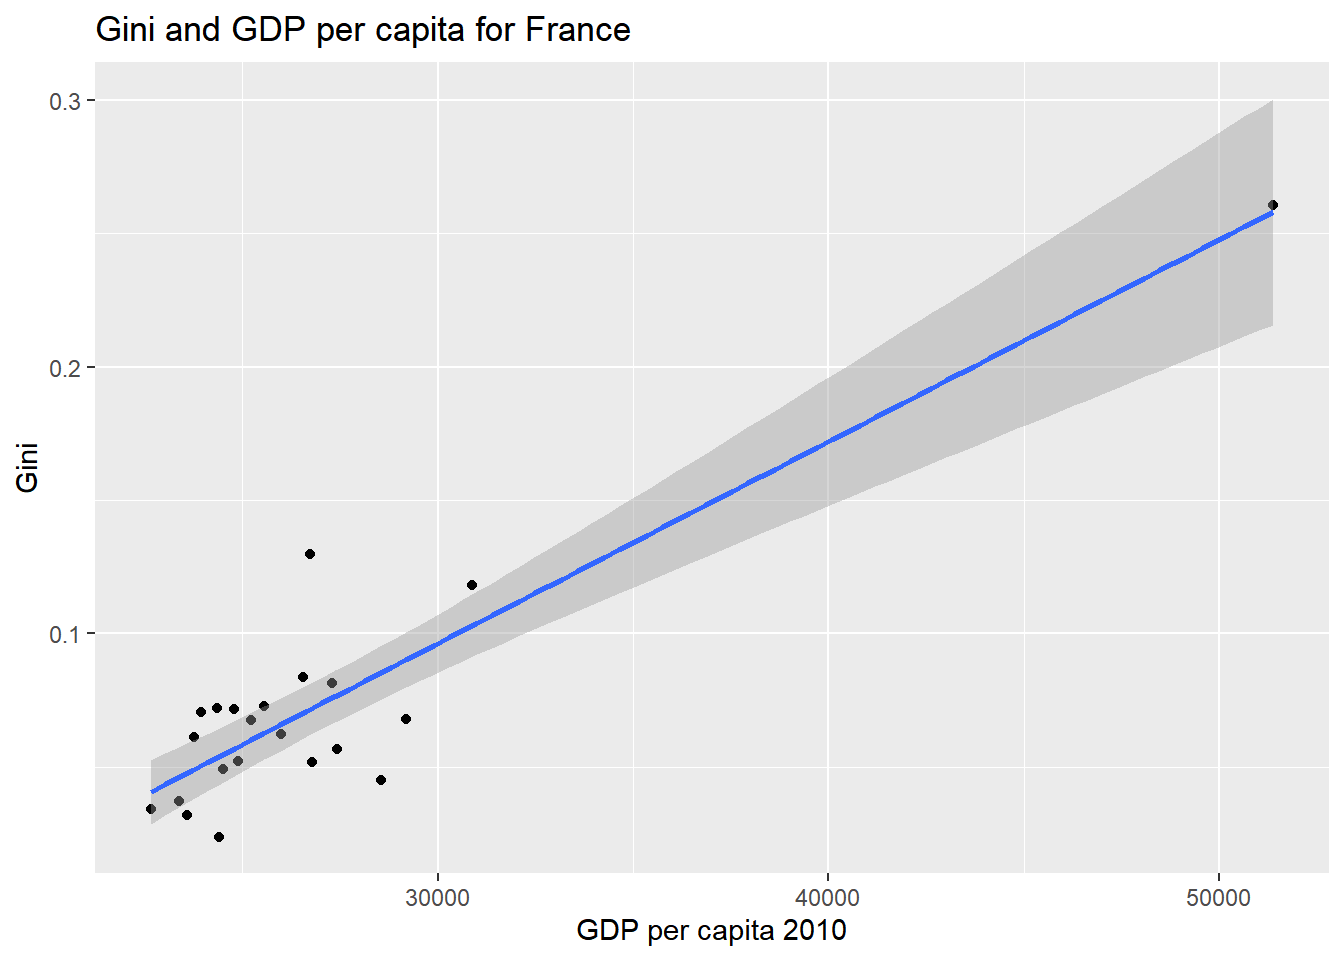 Gini and GDP per capita for France
0.3
0.2
0.1
Gini
30000
40000
50000
GDP per capita 2010